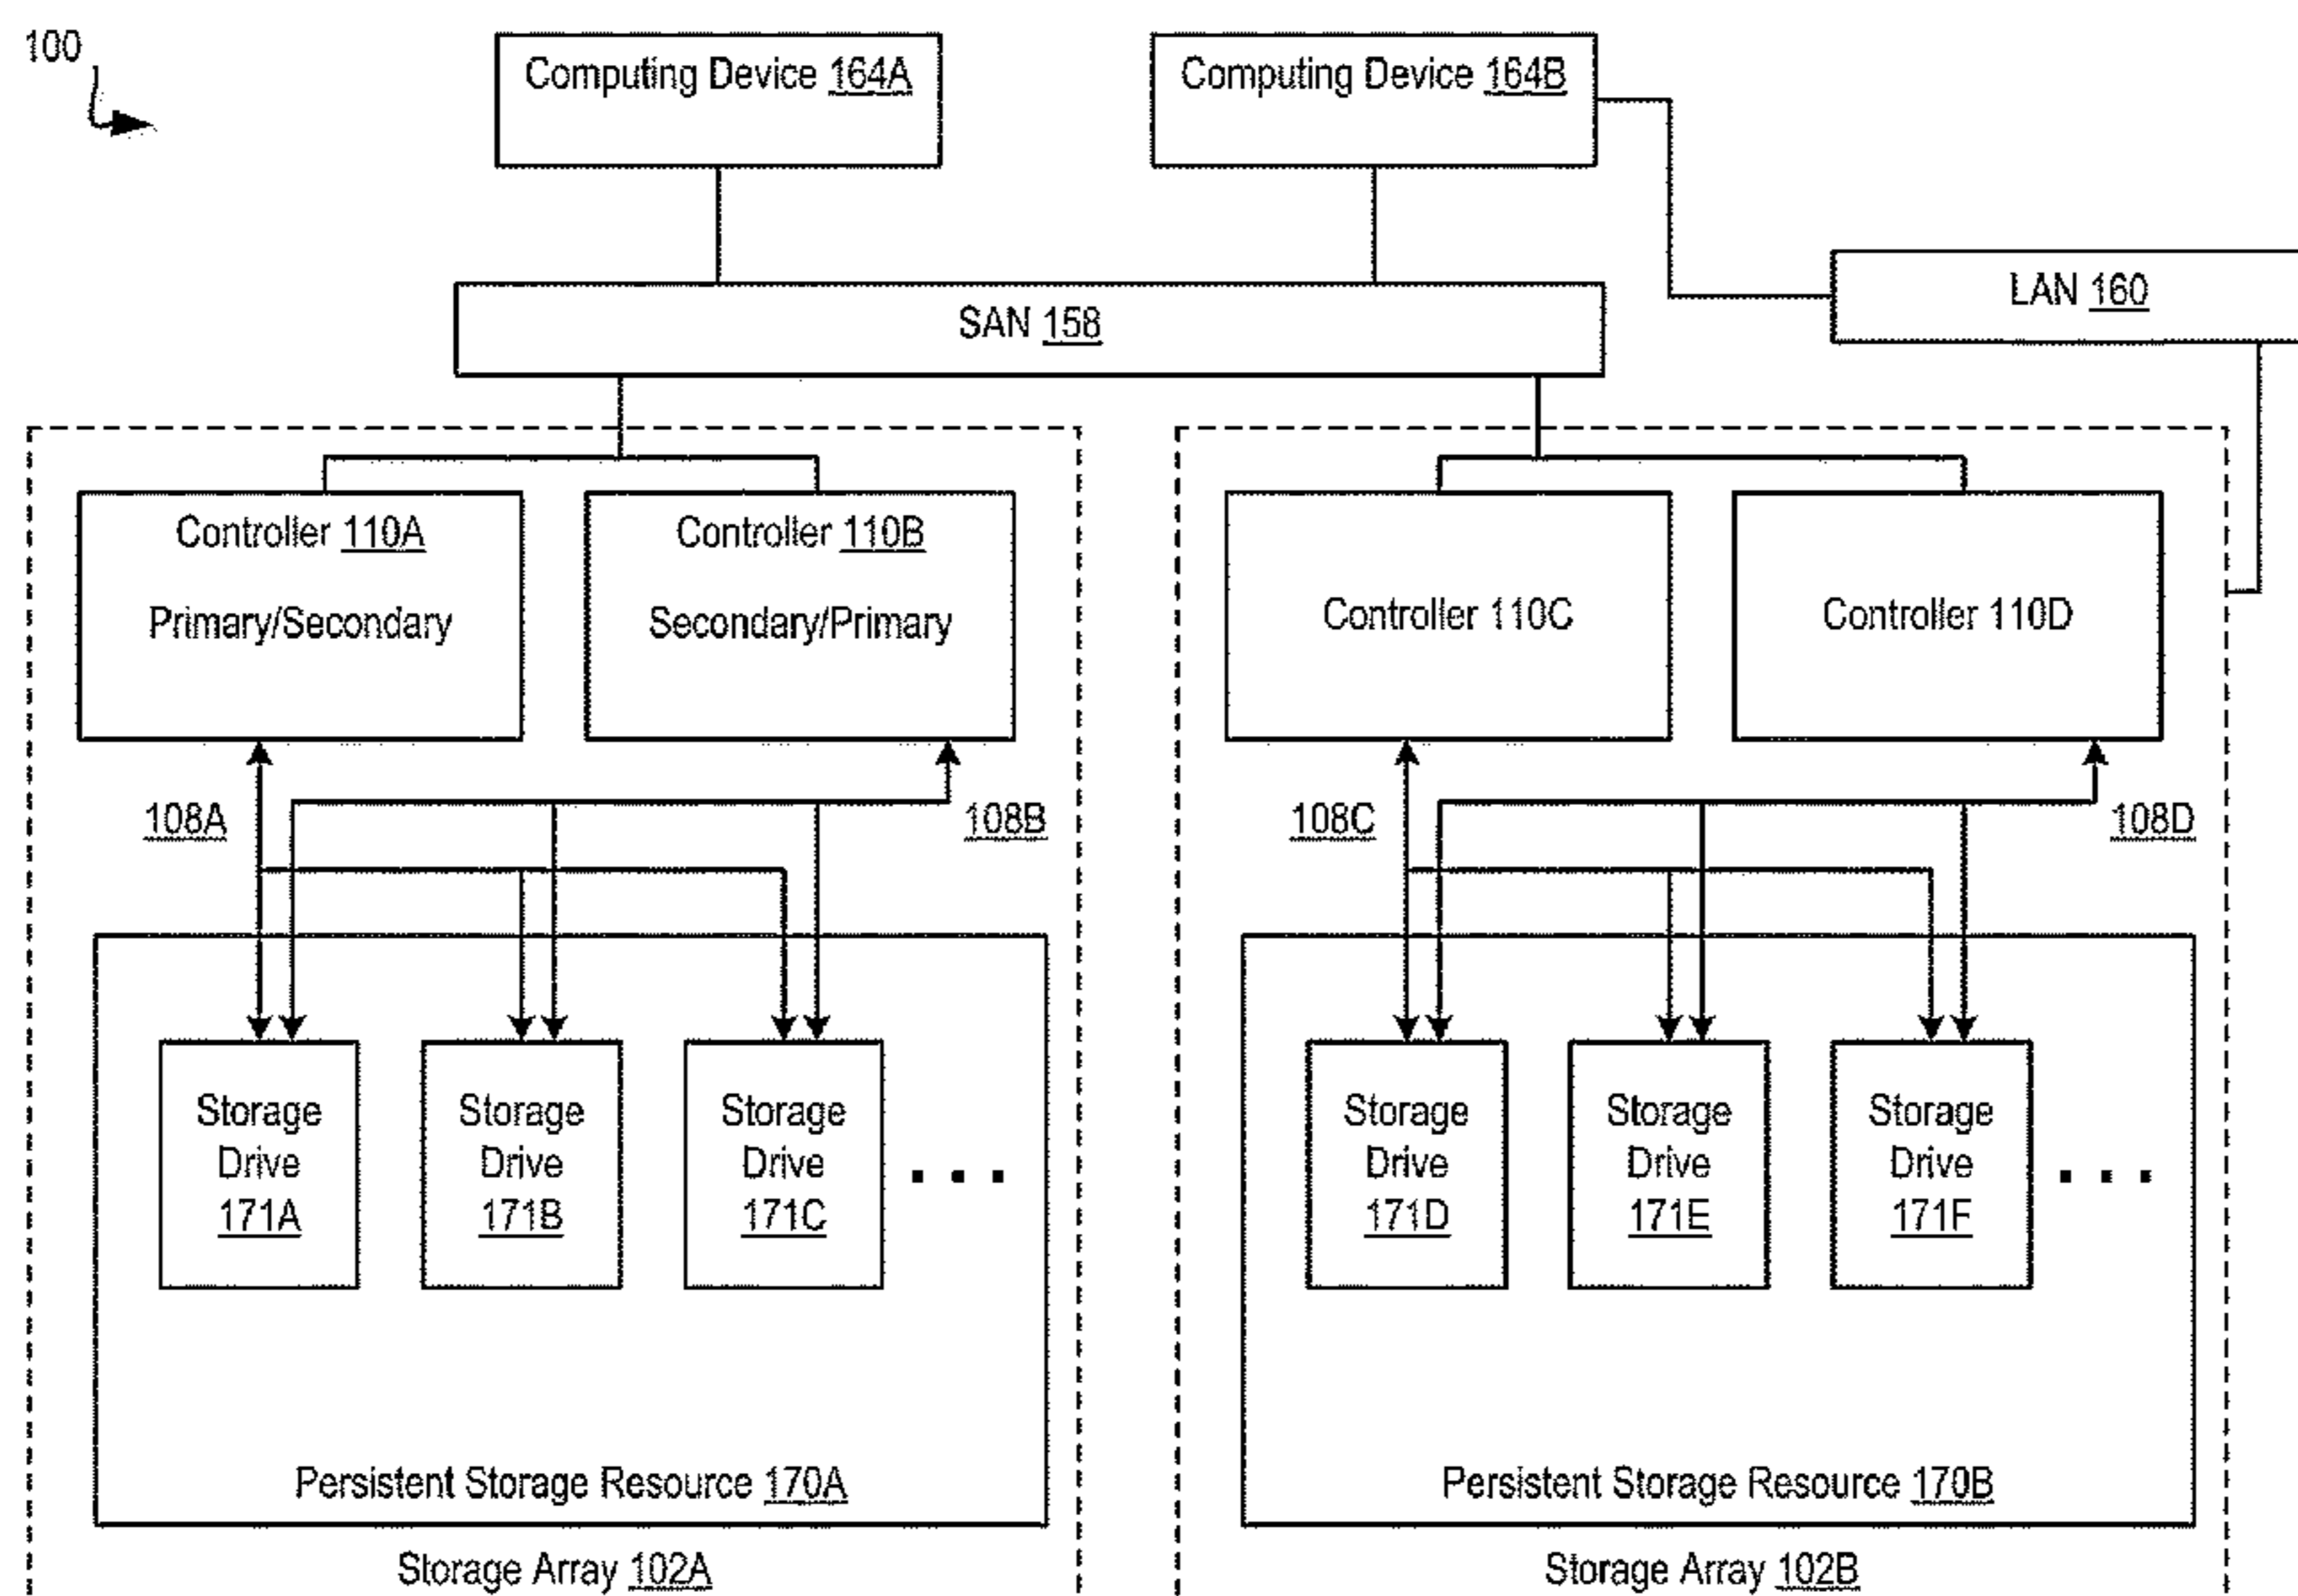 100
Computing Device 164A
Computing Device 164B
LAN 160
SAN 158
Controller 110A
Primary/Secondary
Controller 110B
Secondary/Primary
Controller 110C
Controller 110D
108A
108B
108C
108D
Storage
Drive
171A
Storage
Drive
171B
Storage
Drive
171C
. . .
Storage
Drive
171D
Storage
Drive
171E
Storage
Drive
171F
. . .
Persistent Storage Resource 170A
Persistent Storage Resource 170B
Storage Array 102A
Storage Array 102B